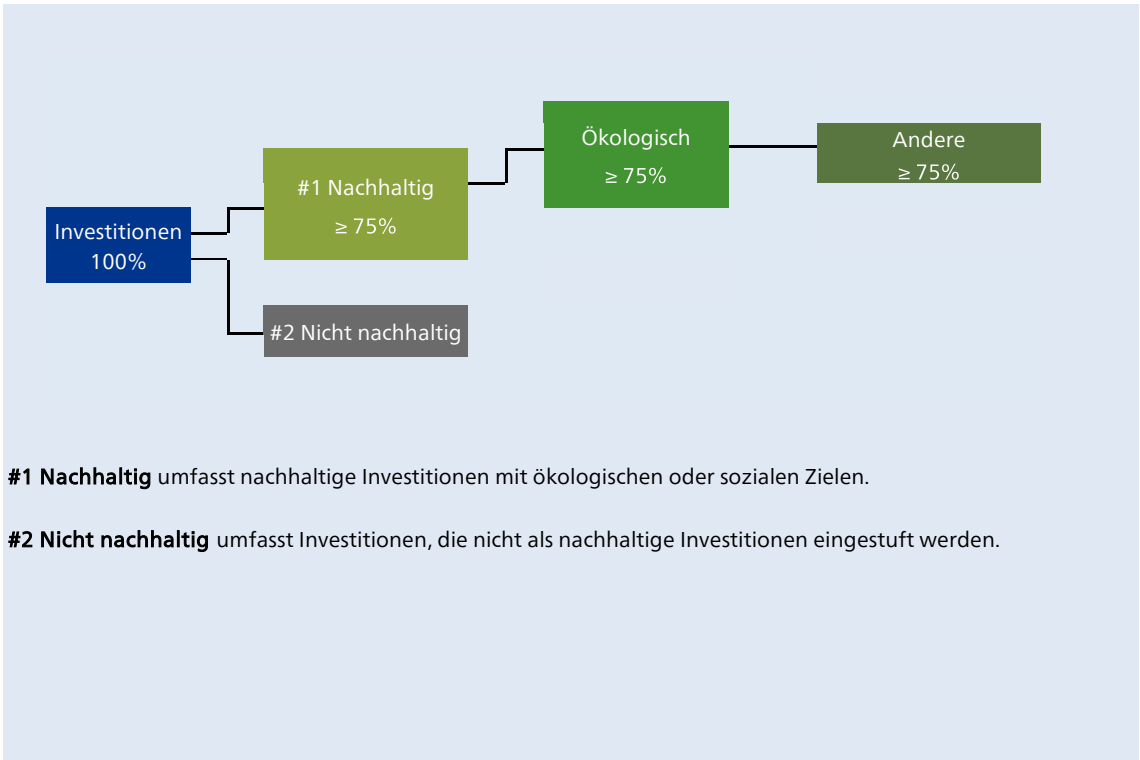 Investitionen
100%
#1 Nachhaltig
≥ 75%
#2 Nicht nachhaltig
Ökologisch
≥ 75%
Andere
≥ 75%
#1 Nachhaltig umfasst nachhaltige Investitionen mit ökologischen oder sozialen Zielen.
#2 Nicht nachhaltig umfasst Investitionen, die nicht als nachhaltige Investitionen eingestuft werden.